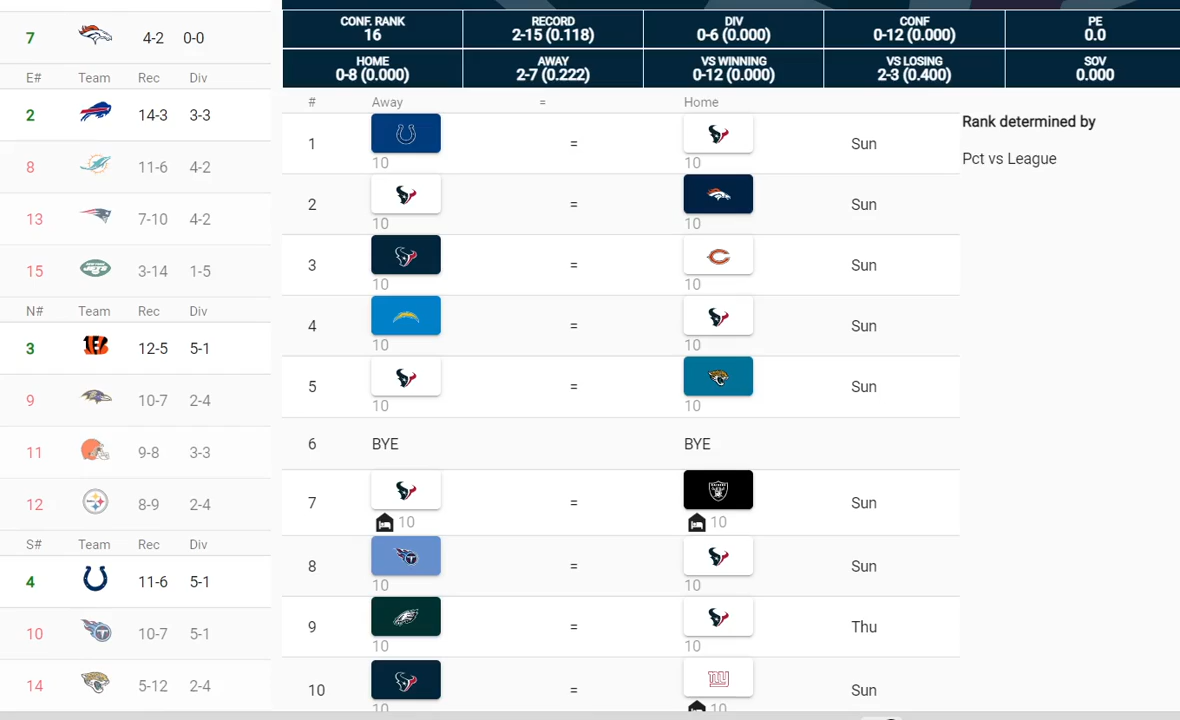 7 4-2 0-0
E# Team Rec Div
2 14-3 3-3
8 11-6 4-2
13 7-10 4-2
15 3-14 1-5
N# Team Rec Div
3 12-5 5-1
9 10-7 2-4
11 9-8 3-3
12 8-9 2-4
S# Team Rec Div
4 11-6 5-1
10 10-7 5-1
14 5-12 2-4
CONF. RANK RECORD DIV CONF PE
16 2-15 (0.118) 0-6 (0.000) 0-12 (0.000) 0.0
HOME AWAY VS WINNING VS LOSING SOV
0-8 (0.000) 2-7 (0.222) 0-12 (0.000) 2-3 (0.400) 0.000
# Away = Home
1 = Sun
10 10
2 = Sun
10 10
3 = Sun
10 10
4 = Sun
10 10
5 = Sun
10 10
6 BYE BYE
7 = Sun
10 10
8 = Sun
10 10
9 = Thu
10 10
10 = Sun
10 10
Rank determined by
Pct vs League